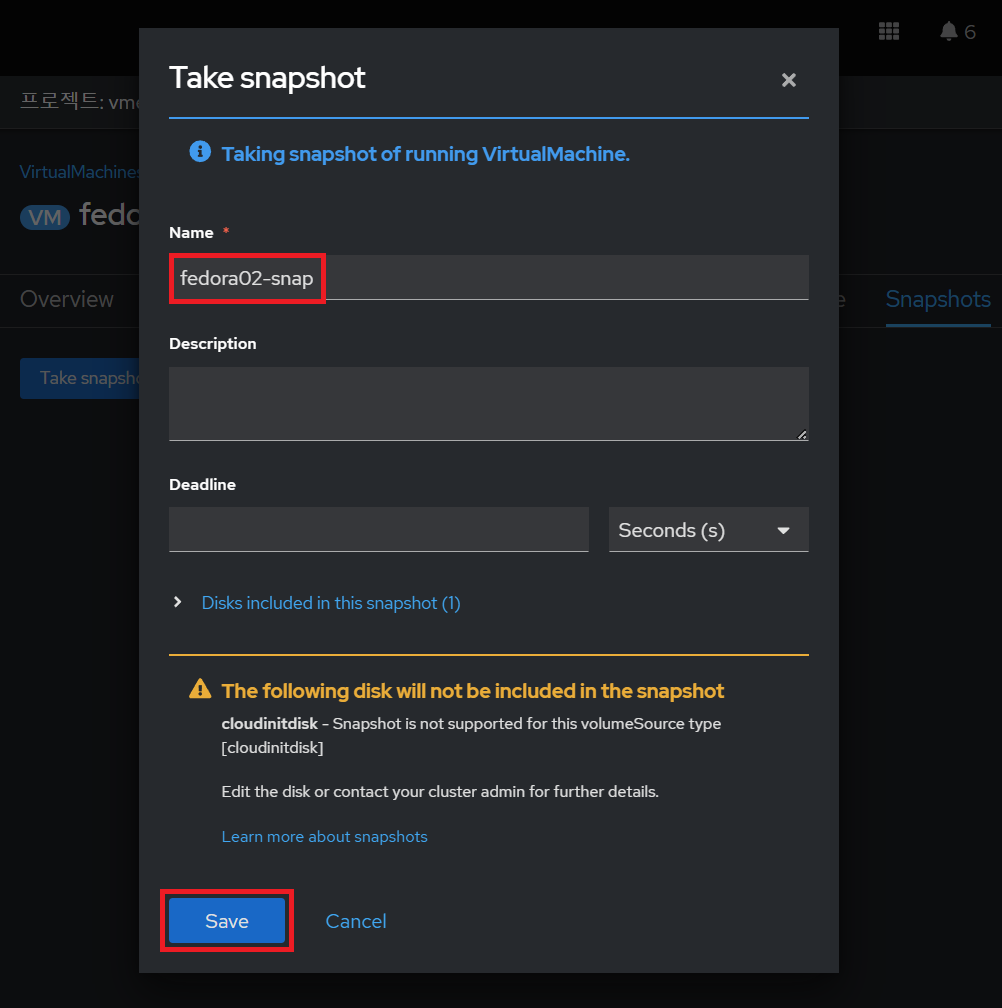 6
Take snapshot
프로젝트:
Taking snapshot of running VirtualMachine.
VirtualMachines
VM
Name *
fedora02-snap
Overview
Snapshots
Description
Take
Deadline
Seconds (s)
Disks included in this snapshot (1)
The following disk will not be included in the snapshot
cloudinitdisk - Snapshot is not supported for this volumeSource type
[cloudinitdisk]
Edit the disk or contact your cluster admin for further details.
Learn more about snapshots
Save
Cancel